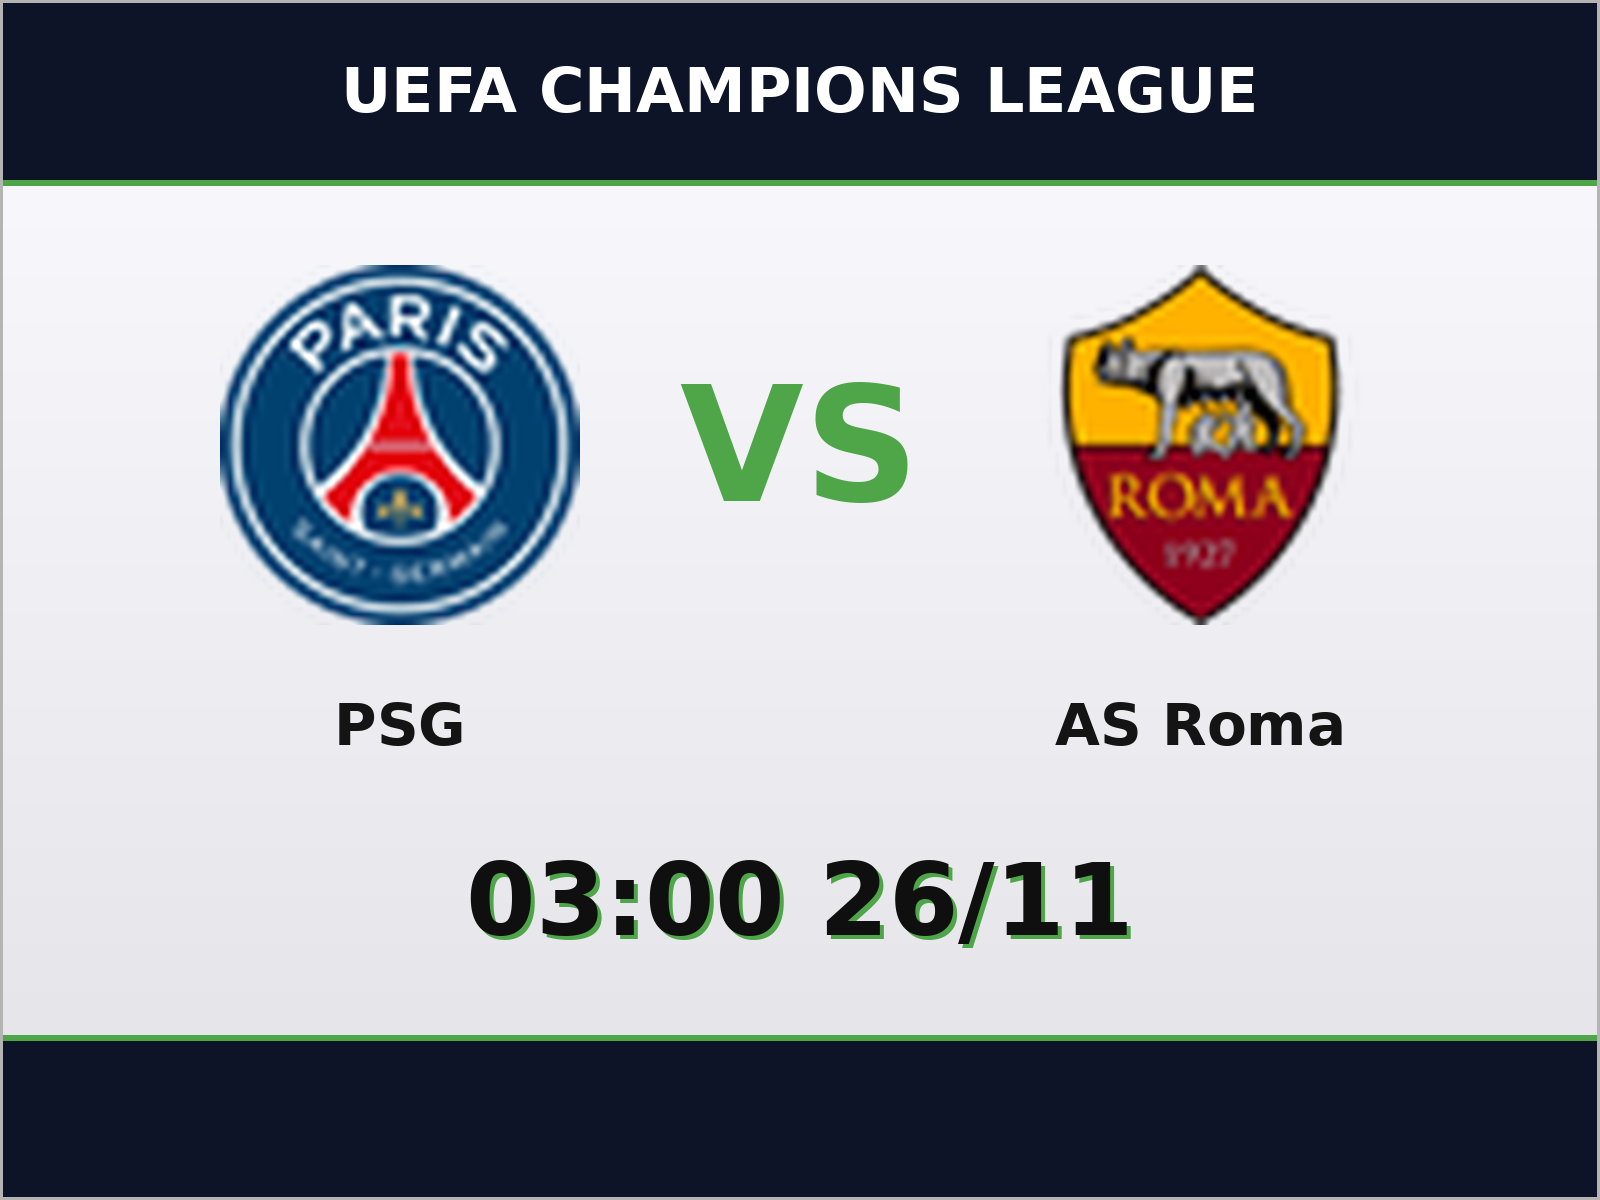 UEFA CHAMPIONS LEAGUE
PARIS
SAINT-GERMAIN
VS
ROMA
1927
PSG
AS Roma
03:00 26/11